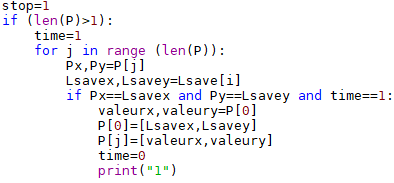 stop=1
if (len(P)>1):
    time=1
    for j in range (len(P)):
        Px,Py=P[j]
        Lsavex,Lsavey=Lsave[i]
        if Px==Lsavex and Py==Lsavey and time==1:
            valeurx,valeury=P[0]
            P[0]=[Lsavex,Lsavey]
            P[j]=[valeurx,valeury]
            time=0
            print("1")